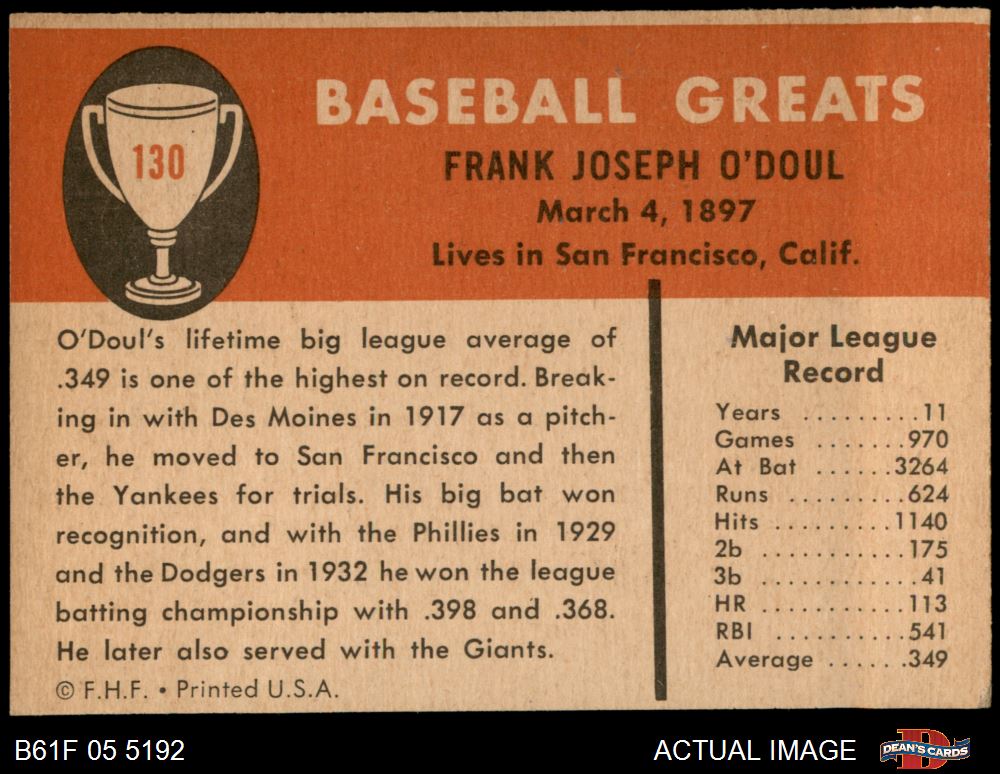 130
BASEBALL GREATS
FRANK JOSEPH O'DOUL
March 4, 1897
Lives in San Francisco, Calif.
O'Doul's lifetime big league average of
.349 is one of the highest on record. Break-
ing in with Des Moines in 1917 as a pitch-
er, he moved to San Francisco and then
the Yankees for trials. His big bat won
recognition, and with the Phillies in 1929
and the Dodgers in 1932 he won the league
batting championship with .398 and .368.
He later also served with the Giants.
© F.H.F. • Printed U.S.A.
Major League
Record
Years .........11
Games .......970
At Bat ......3264
Runs .........624
Hits ..........1140
2b ...........175
3b ............41
HR ...........113
RBI ..........541
Average ......349
B61F 05 5192
ACTUAL IMAGE
D
DEAN'S CARDS